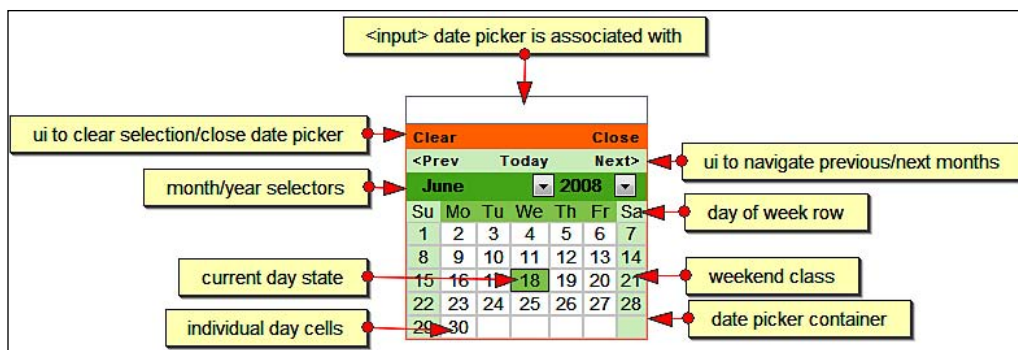 <input> date picker is associated with
ui to clear selection/close date picker
Clear Close
<Prev Today Next>
ui to navigate previous/next months
month/year selectors
June 2008
Su Mo Tu We Th Fr Sa
day of week row
1 2 3 4 5 6 7
8 9 10 11 12 13 14
current day state
15 16 17 18 19 20 21
weekend class
22 23 24 25 26 27 28
individual day cells
29 30
date picker container